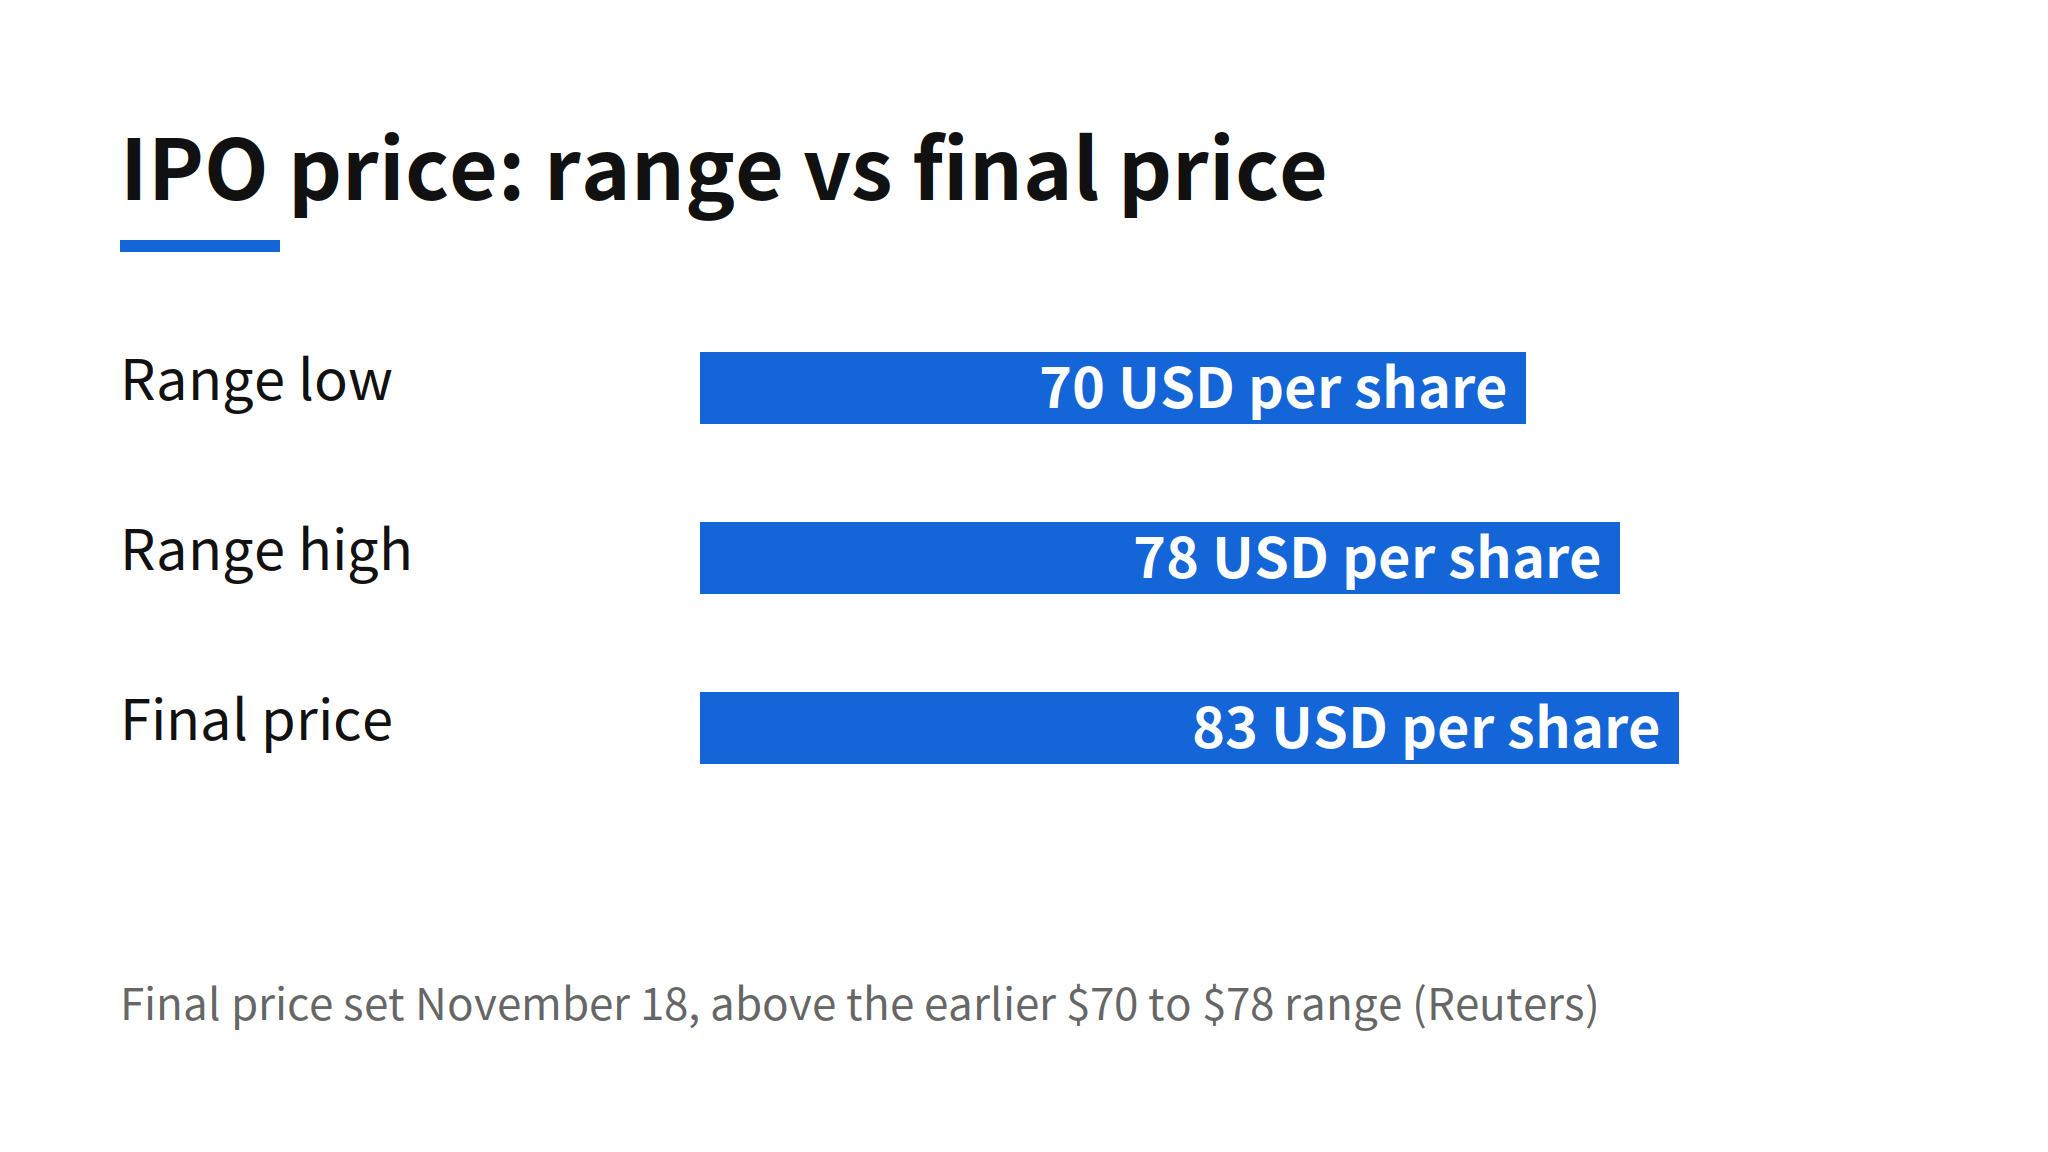 IPO price: range vs final price
Range low
70 USD per share
Range high
78 USD per share
Final price
83 USD per share
Final price set November 18, above the earlier $70 to $78 range (Reuters)